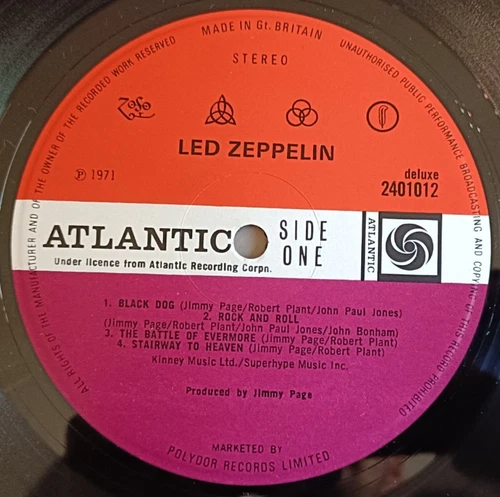 MADE IN Gt. BRITAIN
ALL RIGHTS OF THE MANUFACTURER AND OF THE OWNER OF THE RECORDED WORK RESERVED
UNAUTHORISED PUBLIC PERFORMANCE BROADCASTING AND COPYING OF THIS RECORD PROHIBITED
STEREO
ZoSo
LED ZEPPELIN
℗ 1971
deluxe
2401012
ATLANTIC
SIDE
ONE
ATLANTIC
Under licence from Atlantic Recording Corpn.
1. BLACK DOG (Jimmy Page/Robert Plant/John Paul Jones)
2. ROCK AND ROLL
(Jimmy Page/Robert Plant/John Paul Jones/John Bonham)
3. THE BATTLE OF EVERMORE (Jimmy Page/Robert Plant)
4. STAIRWAY TO HEAVEN (Jimmy Page/Robert Plant)
Kinney Music Ltd./Superhype Music Inc.
Produced by Jimmy Page
MARKETED BY
POLYDOR RECORDS LIMITED